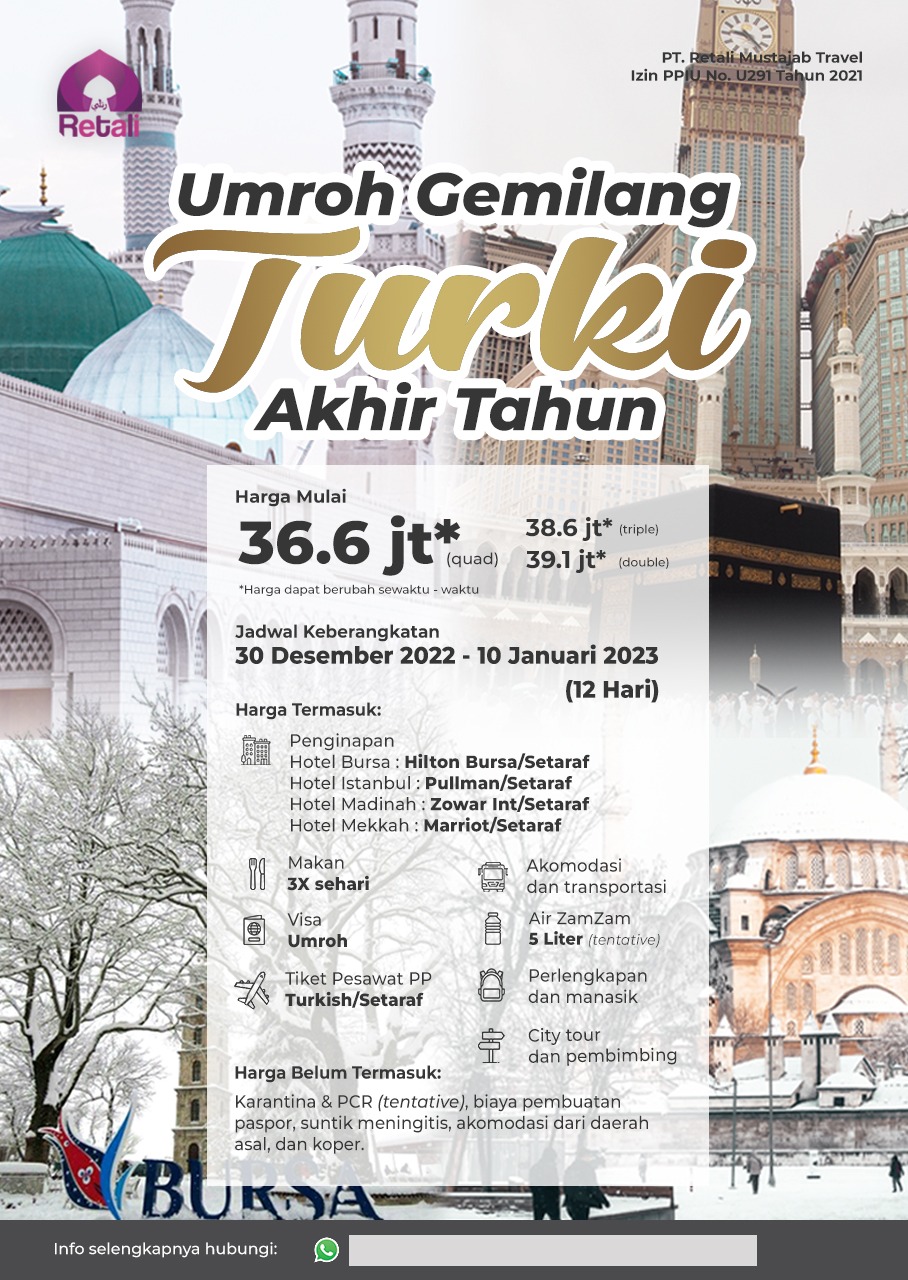 PT. Retali Mustajab Travel
Izin PPIU No. U291 Tahun 2021
Retali
Umroh Gemilang
Turki
Akhir Tahun
Harga Mulai
36.6 jt* (quad)
38.6 jt* (triple)
39.1 jt* (double)
*Harga dapat berubah sewaktu - waktu
Jadwal Keberangkatan
30 Desember 2022 - 10 Januari 2023
(12 Hari)
Harga Termasuk:
Penginapan
Hotel Bursa : Hilton Bursa/Setaraf
Hotel Istanbul : Pullman/Setaraf
Hotel Madinah : Zowar Int/Setaraf
Hotel Mekkah : Marriot/Setaraf
Makan
3X sehari
Visa
Umroh
Tiket Pesawat PP
Turkish/Setaraf
Akomodasi
dan transportasi
Air ZamZam
5 Liter (tentative)
Perlengkapan
dan manasik
City tour
dan pembimbing
Harga Belum Termasuk:
Karantina & PCR (tentative), biaya pembuatan
paspor, suntik meningitis, akomodasi dari daerah
asal, dan koper.
BURSA
Info selengkapnya hubungi: